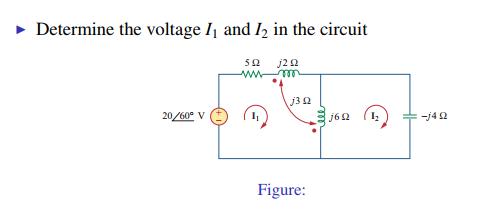 Determine the voltage I₁ and I₂ in the circuit
5 Ω j2 Ω
j3 Ω
20/60° V + − I₁ j6 Ω I₂ −j4 Ω
Figure: